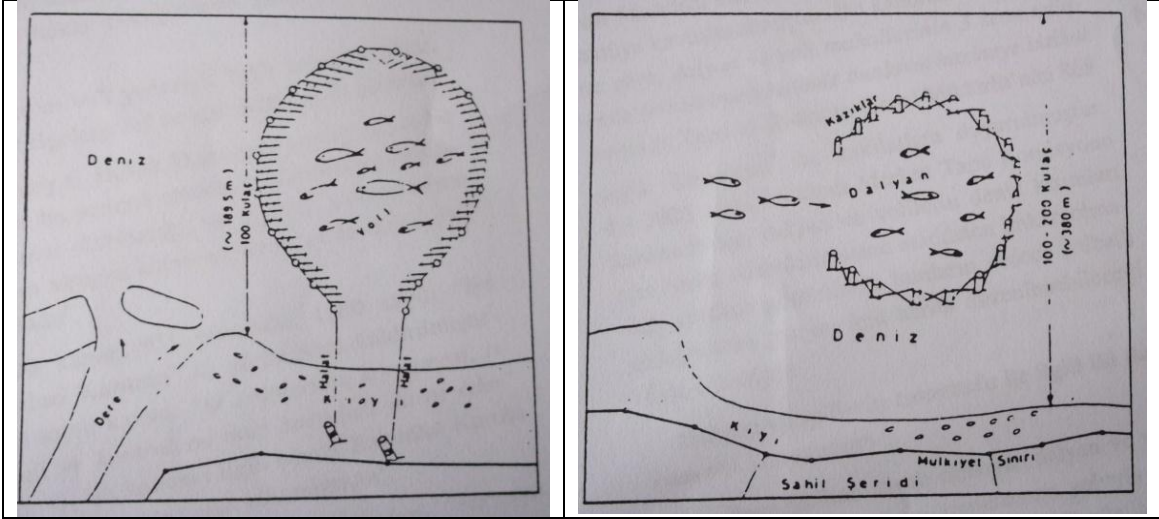 Deniz
100 Kulaç
(~ 189.5 m)
Voli
Halat
Halat
Kıyı
Dere
Kazıklar
Dalyan
100 - 200 Kulaç
(~ 380 m)
Deniz
Kıyı
Mülkiyet Sınırı
Sahil Şeridi